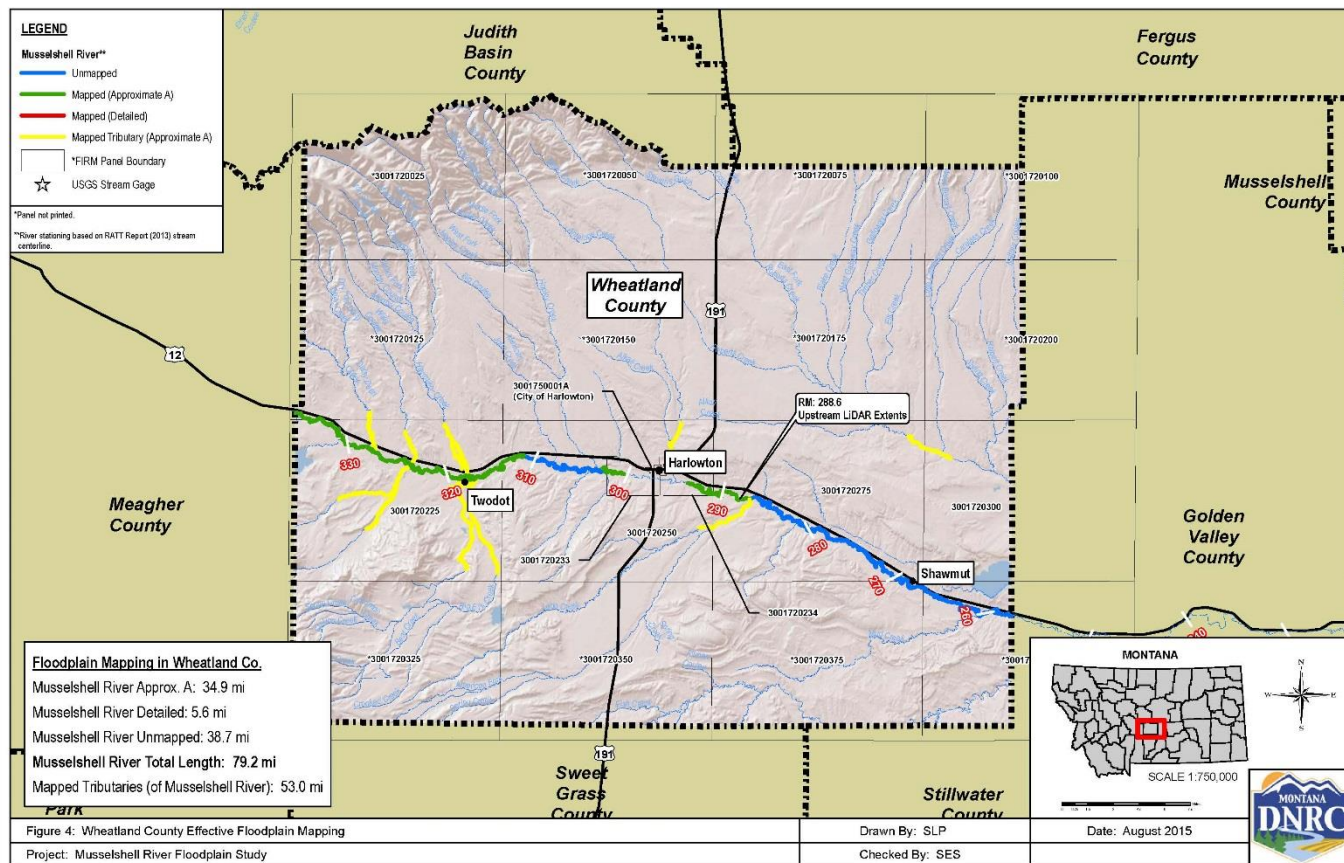 LEGEND
Musselshell River**
Unmapped
Mapped (Approximate A)
Mapped (Detailed)
Mapped Tributary (Approximate A)
*FIRM Panel Boundary
USGS Stream Gage
*Panel not printed.
**River stationing based on RATT Report (2013) stream
centerline.
Judith
Basin
County
Fergus
County
Musselshell
County
*3001720025
*3001720050
*3001720075
*3001720100
Wheatland
County
191
12
*3001720125
*3001720150
*3001720175
*3001720200
3001750001A
(City of Harlowton)
RM: 288.6
Upstream LiDAR Extents
330
320
310
300
290
280
270
260
Harlowton
Twodot
Shawmut
Meagher
County
3001720225
3001720275
3001720300
3001720250
3001720233
3001720234
Golden
Valley
County
*3001720325
*3001720350
*3001720375
Floodplain Mapping in Wheatland Co.
Musselshell River Approx. A: 34.9 mi
Musselshell River Detailed: 5.6 mi
Musselshell River Unmapped: 38.7 mi
Musselshell River Total Length: 79.2 mi
Mapped Tributaries (of Musselshell River): 53.0 mi
Park
191
Sweet
Grass
County
Stillwater
County
MONTANA
N
W
E
S
SCALE 1:750,000
MONTANA
DNRC
Figure 4: Wheatland County Effective Floodplain Mapping
Drawn By: SLP
Date: August 2015
Project: Musselshell River Floodplain Study
Checked By: SES